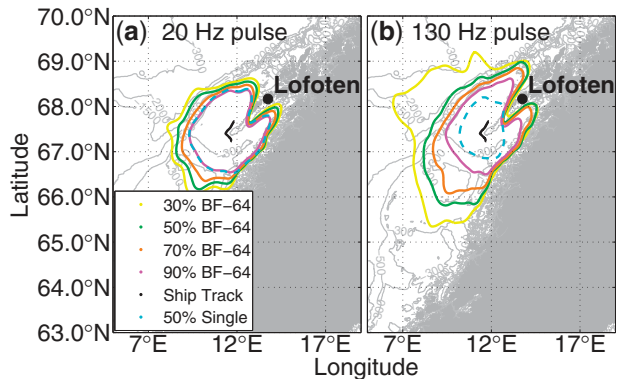 (a) 20 Hz pulse
(b) 130 Hz pulse
Lofoten
Lofoten
70.0°N
69.0°N
68.0°N
67.0°N
66.0°N
65.0°N
64.0°N
63.0°N
Latitude
30% BF-64
50% BF-64
70% BF-64
90% BF-64
Ship Track
50% Single
7°E
12°E
17°E
7°E
12°E
17°E
Longitude